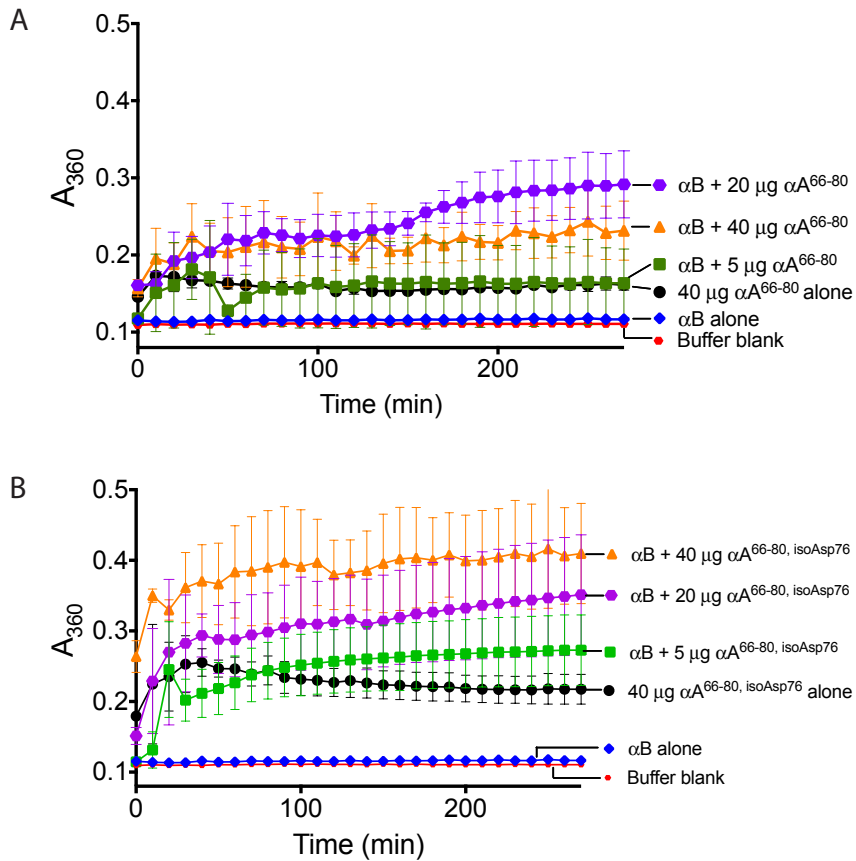 A
0.5
0.4
0.3
0.2
0.1
A₃₆₀
0
100
200
Time (min)
αB + 20 μg αA⁶⁶⁻⁸⁰
αB + 40 μg αA⁶⁶⁻⁸⁰
αB + 5 μg αA⁶⁶⁻⁸⁰
40 μg αA⁶⁶⁻⁸⁰ alone
αB alone
Buffer blank
B
0.5
0.4
0.3
0.2
0.1
A₃₆₀
0
100
200
Time (min)
αB + 40 μg αA⁶⁶⁻⁸⁰, ᶦˢᵒᴬˢᵖ⁷⁶
αB + 20 μg αA⁶⁶⁻⁸⁰, ᶦˢᵒᴬˢᵖ⁷⁶
αB + 5 μg αA⁶⁶⁻⁸⁰, ᶦˢᵒᴬˢᵖ⁷⁶
40 μg αA⁶⁶⁻⁸⁰, ᶦˢᵒᴬˢᵖ⁷⁶ alone
αB alone
Buffer blank